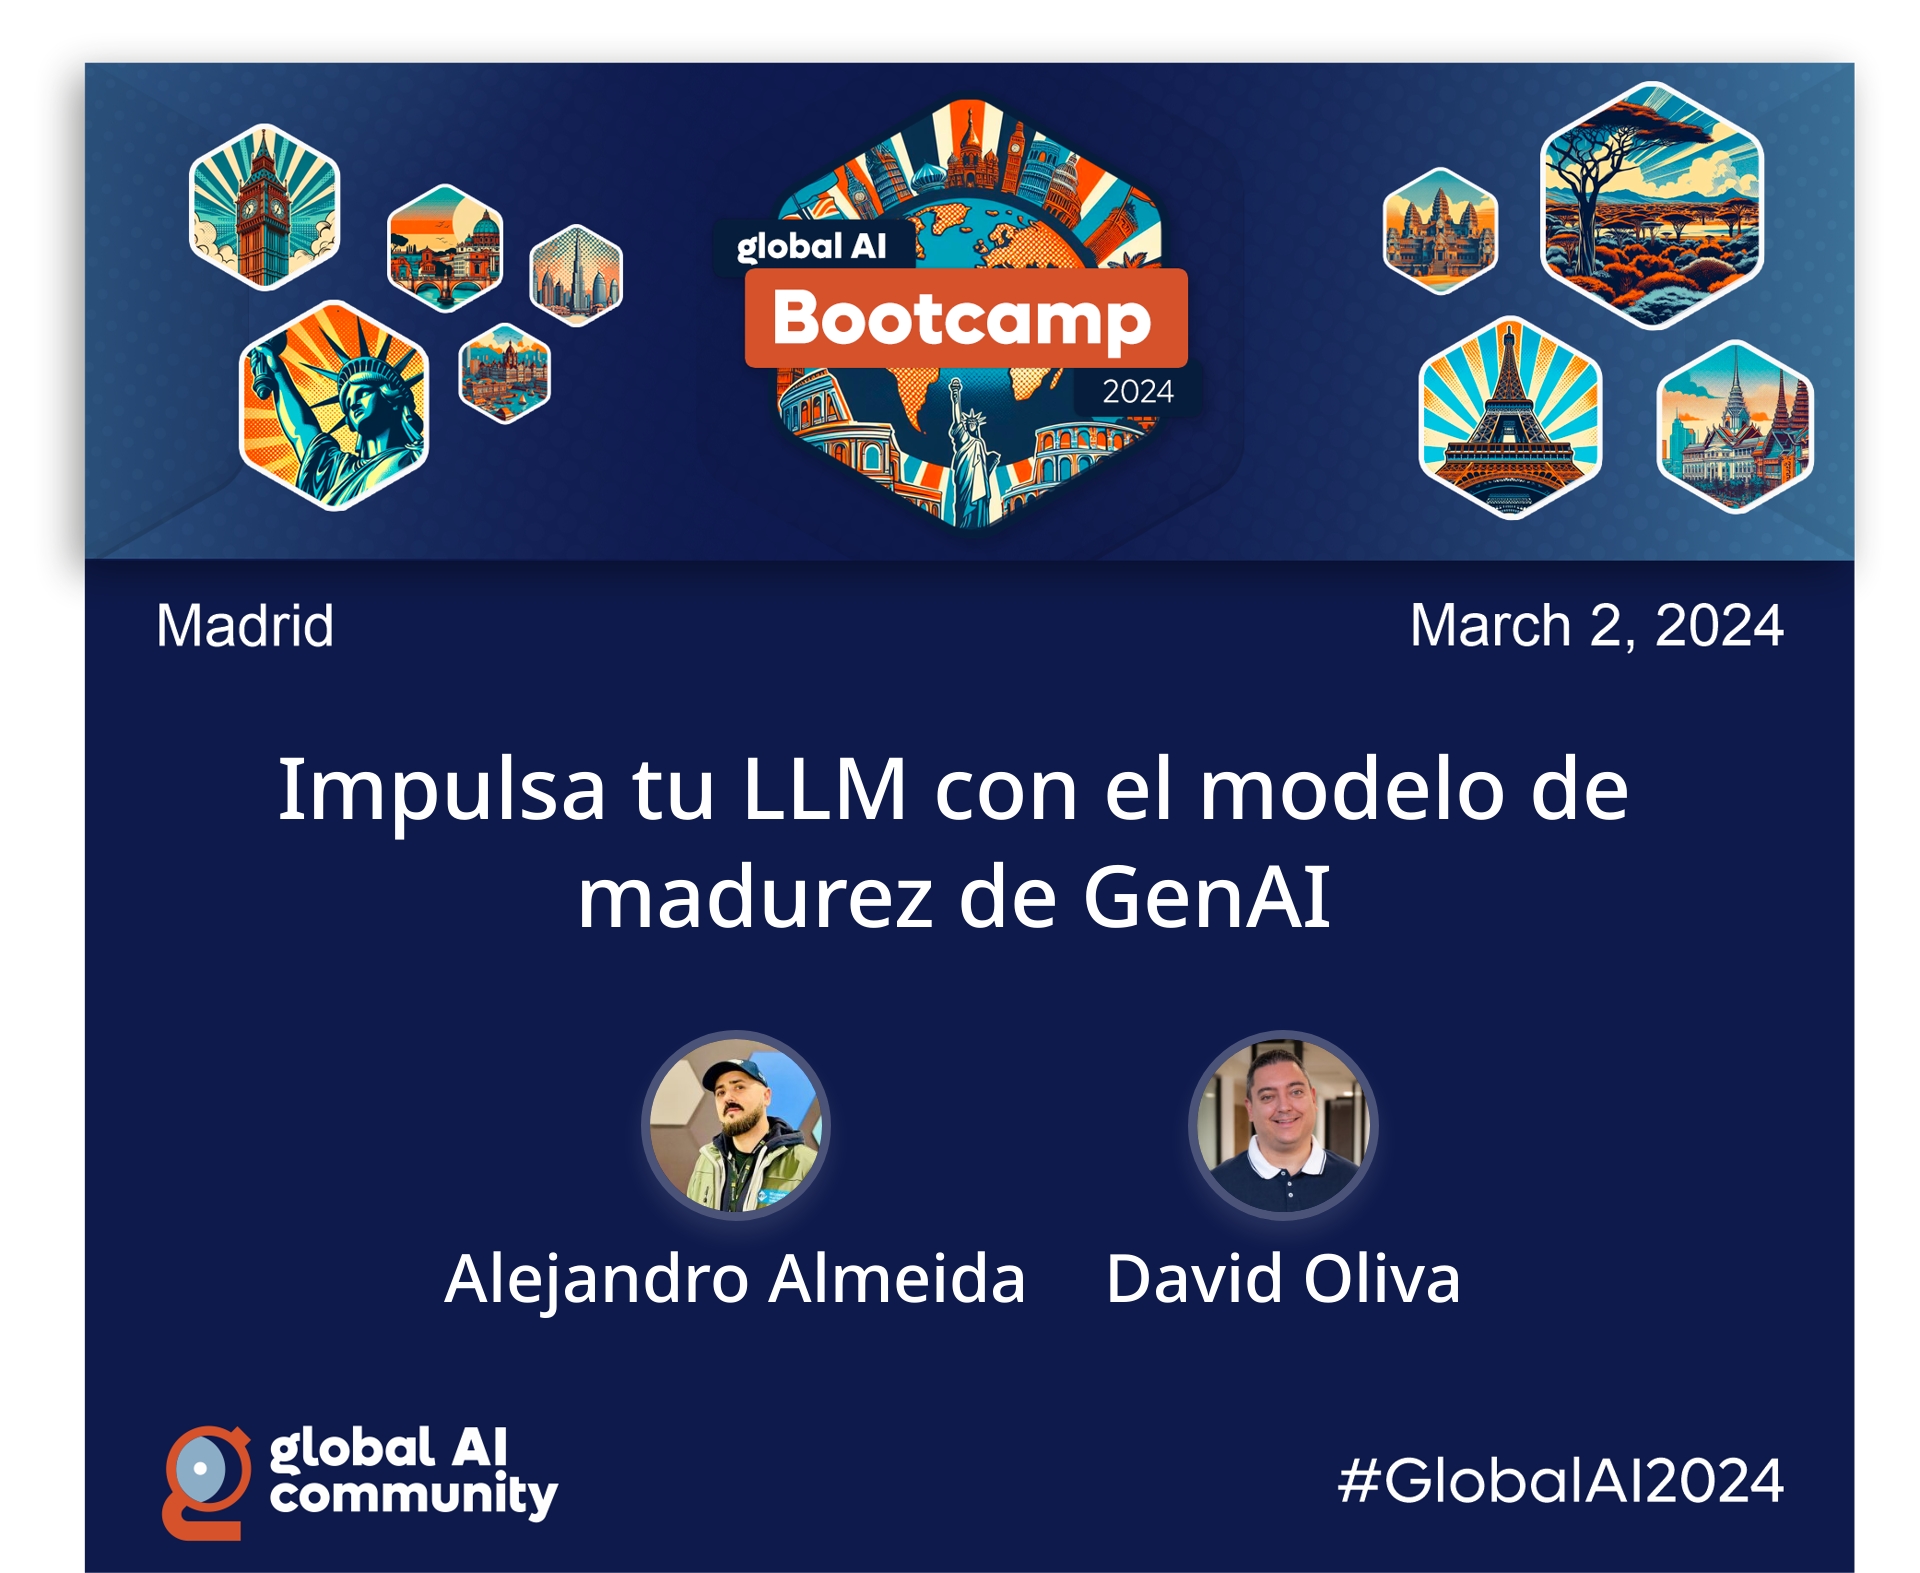 global AI
Bootcamp
2024
Madrid
March 2, 2024
Impulsa tu LLM con el modelo de
madurez de GenAI
Alejandro Almeida
David Oliva
global AI
community
#GlobalAI2024